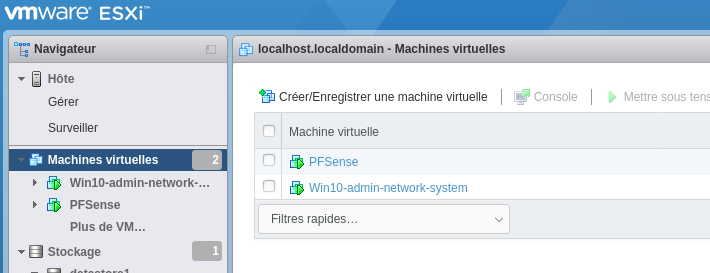 vmware ESXi™
Navigateur
Hôte
Gérer
Surveiller
Machines virtuelles 2
Win10-admin-network-...
PFSense
Plus de VM...
Stockage 1
datastore1
localhost.localdomain - Machines virtuelles
Créer/Enregistrer une machine virtuelle Console Mettre sous tens
Machine virtuelle
PFSense
Win10-admin-network-system
Filtres rapides...